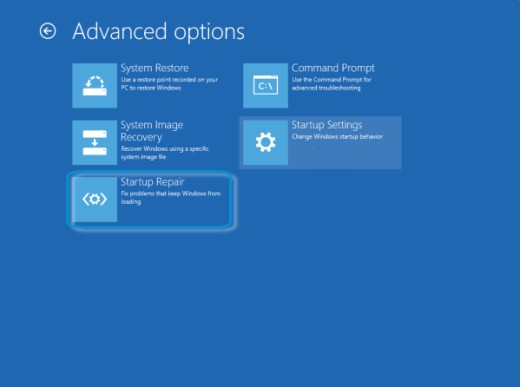 Advanced options
System Restore
Use a restore point recorded on your
PC to restore Windows
Command Prompt
Use the Command Prompt for
advanced troubleshooting
C:\
System Image
Recovery
Recover Windows using a specific
system image file
Startup Settings
Change Windows startup behavior
Startup Repair
Fix problems that keep Windows from
loading